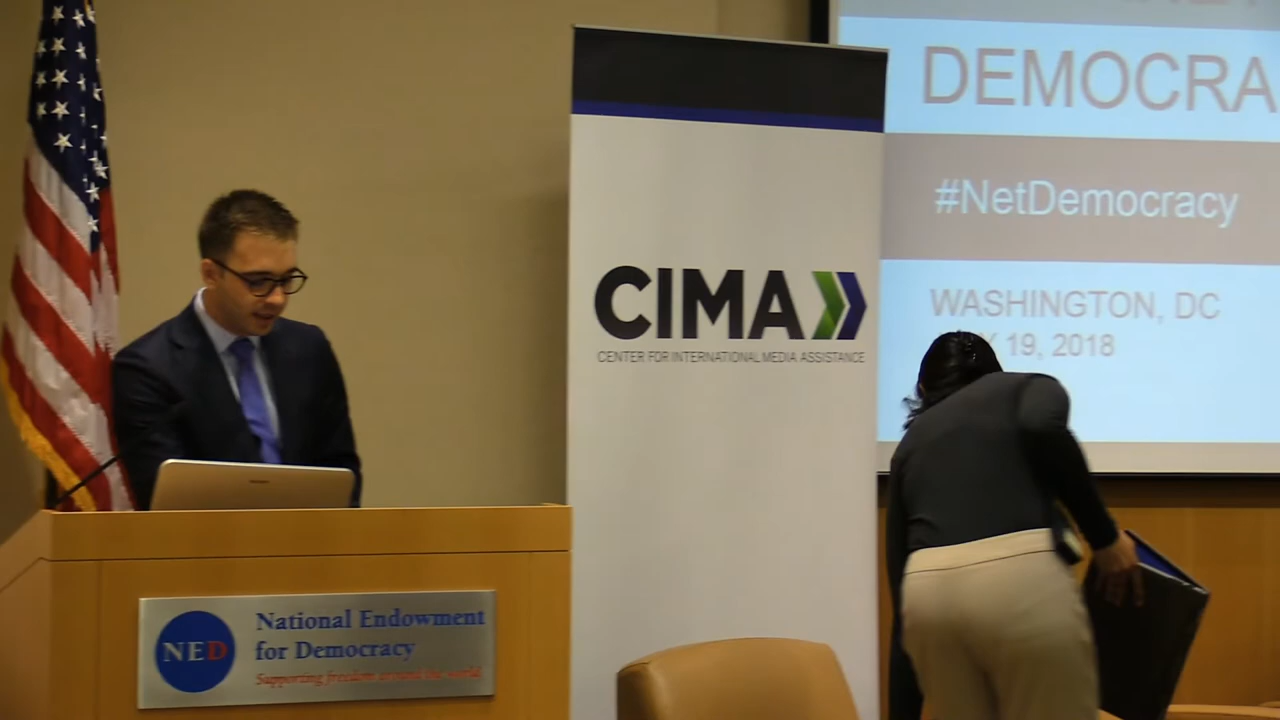 DEMOCRA
#NetDemocracy
WASHINGTON, DC
19, 2018
CIMA
CENTER FOR INTERNATIONAL MEDIA ASSISTANCE
NED
National Endowment
for Democracy
Supporting freedom around the world